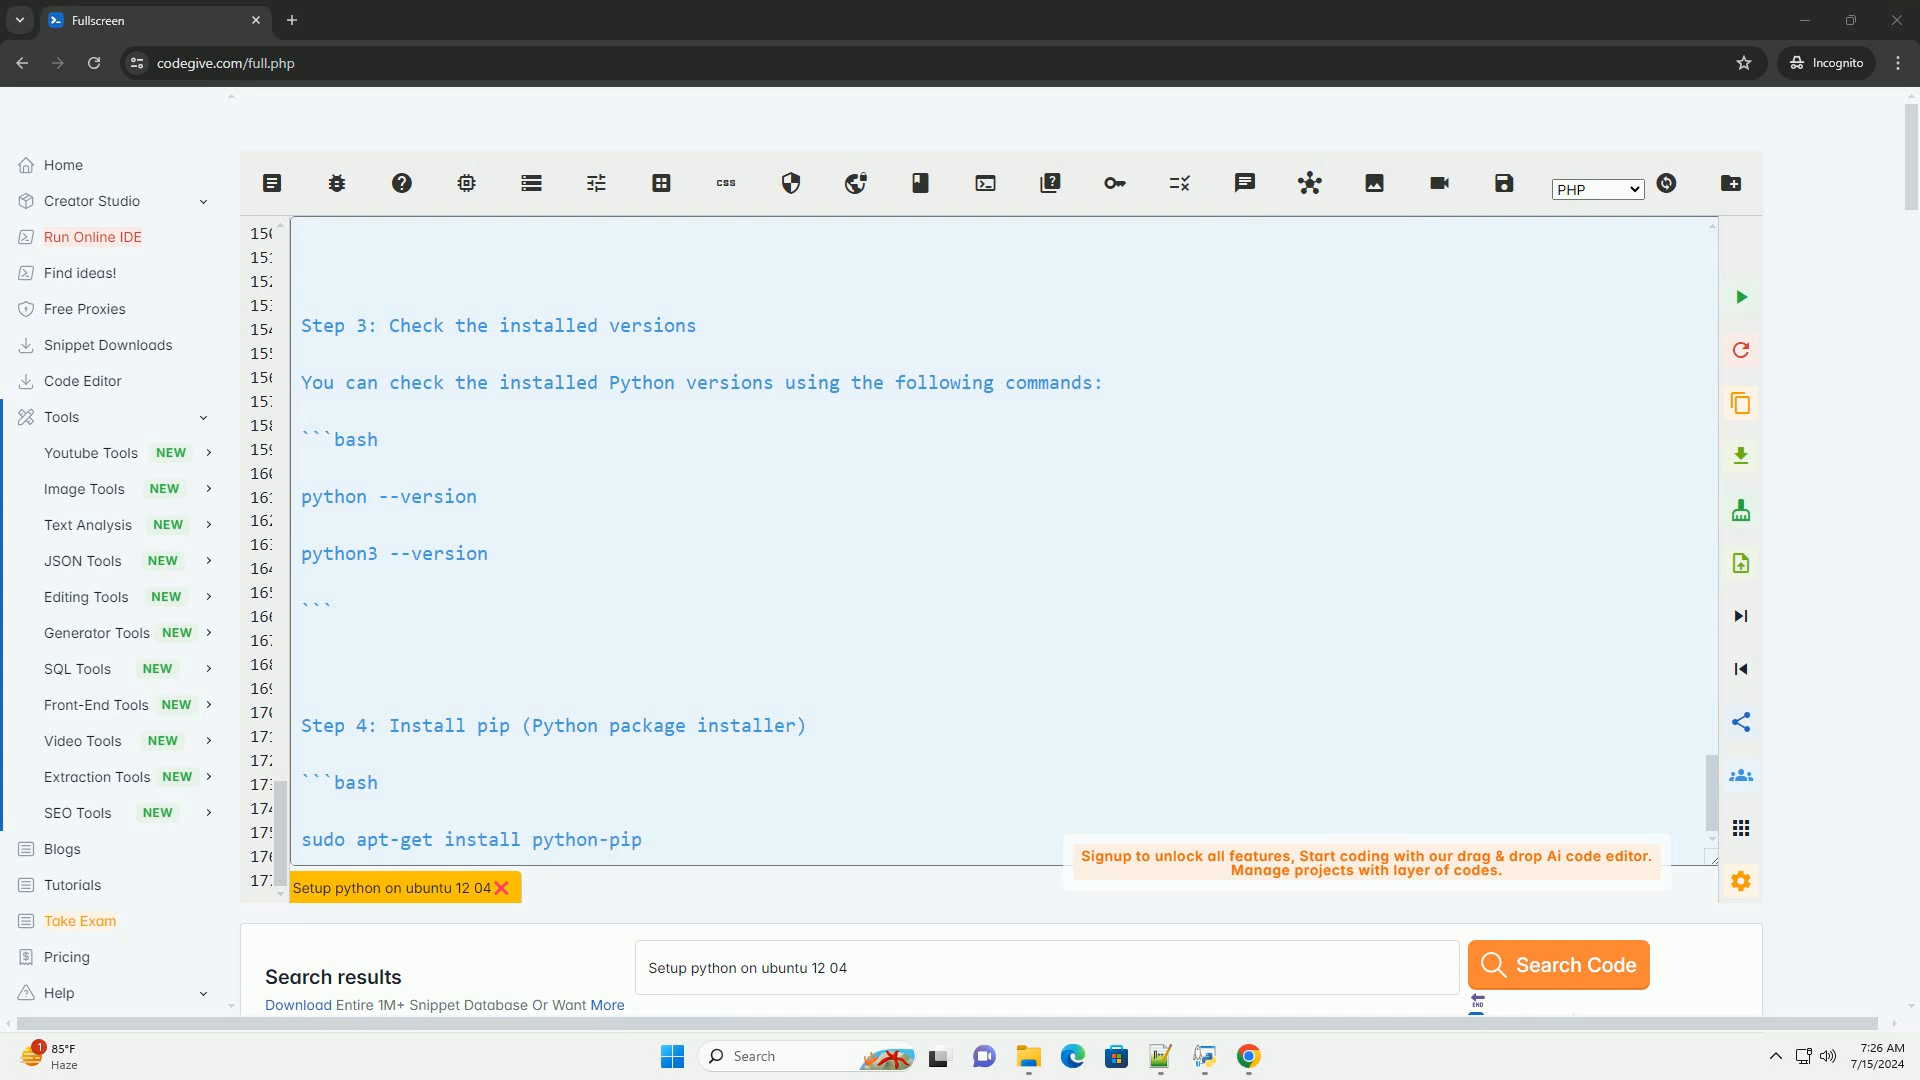 Fullscreen
codegive.com/full.php
Incognito
Home
Creator Studio
Run Online IDE
Find ideas!
Free Proxies
Snippet Downloads
Code Editor
Tools
Youtube Tools NEW
Image Tools NEW
Text Analysis NEW
JSON Tools NEW
Editing Tools NEW
Generator Tools NEW
SQL Tools NEW
Front-End Tools NEW
Video Tools NEW
Extraction Tools NEW
SEO Tools NEW
Blogs
Tutorials
Take Exam
Pricing
Help
CSS
PHP
Step 3: Check the installed versions
You can check the installed Python versions using the following commands:
```bash
python --version
python3 --version
```
Step 4: Install pip (Python package installer)
```bash
sudo apt-get install python-pip
Signup to unlock all features, Start coding with our drag & drop Ai code editor.
Manage projects with layer of codes.
Setup python on ubuntu 12 04
Search results
Download Entire 1M+ Snippet Database Or Want More
Setup python on ubuntu 12 04
Search Code
END
1
85°F
Haze
Search
7:26 AM
7/15/2024